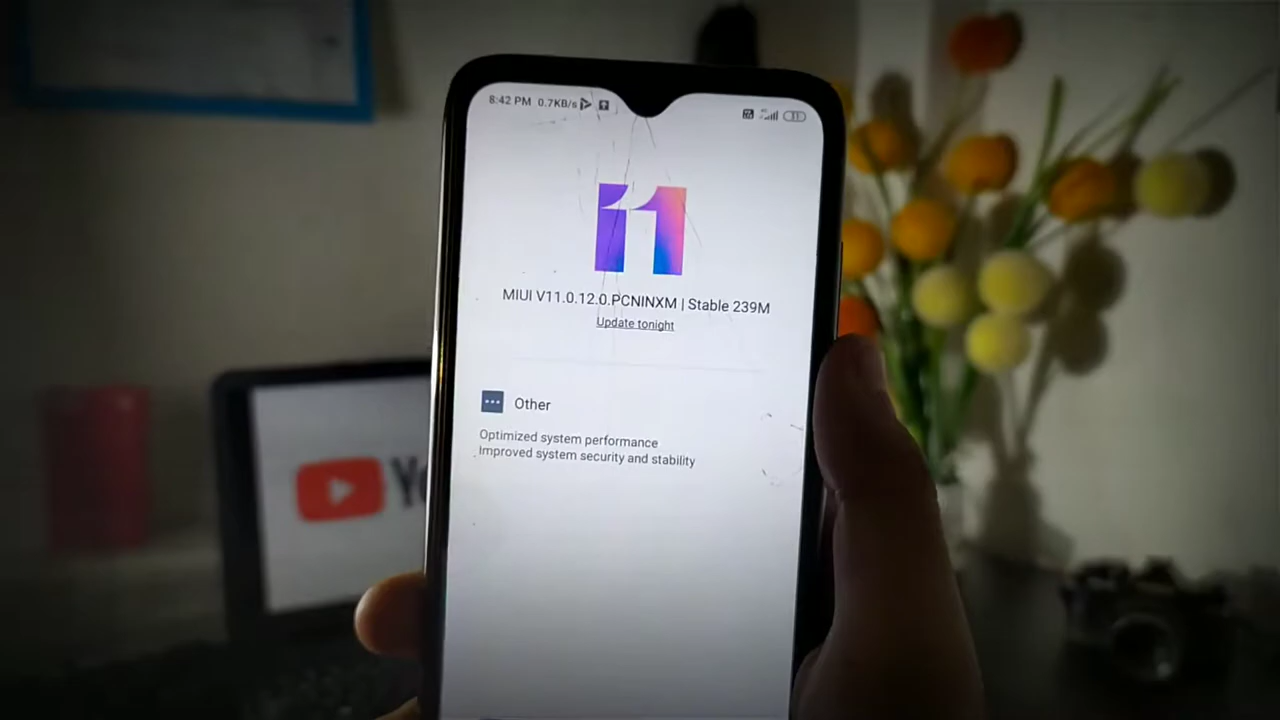 8:42 PM 0.7KB/s
11
MIUI V11.0.12.0.PCNINXM | Stable 239M
Update tonight
Other
Optimized system performance
Improved system security and stability